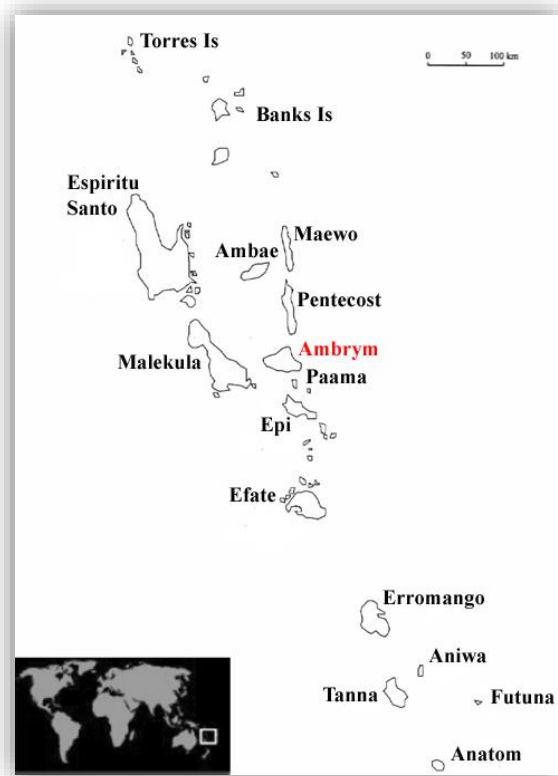 Torres Is
0 50 100 km
Banks Is
Espiritu
Santo
Maewo
Ambae
Pentecost
Ambrym
Malekula
Paama
Epi
Efate
Erromango
Aniwa
Tanna
Futuna
Anatom